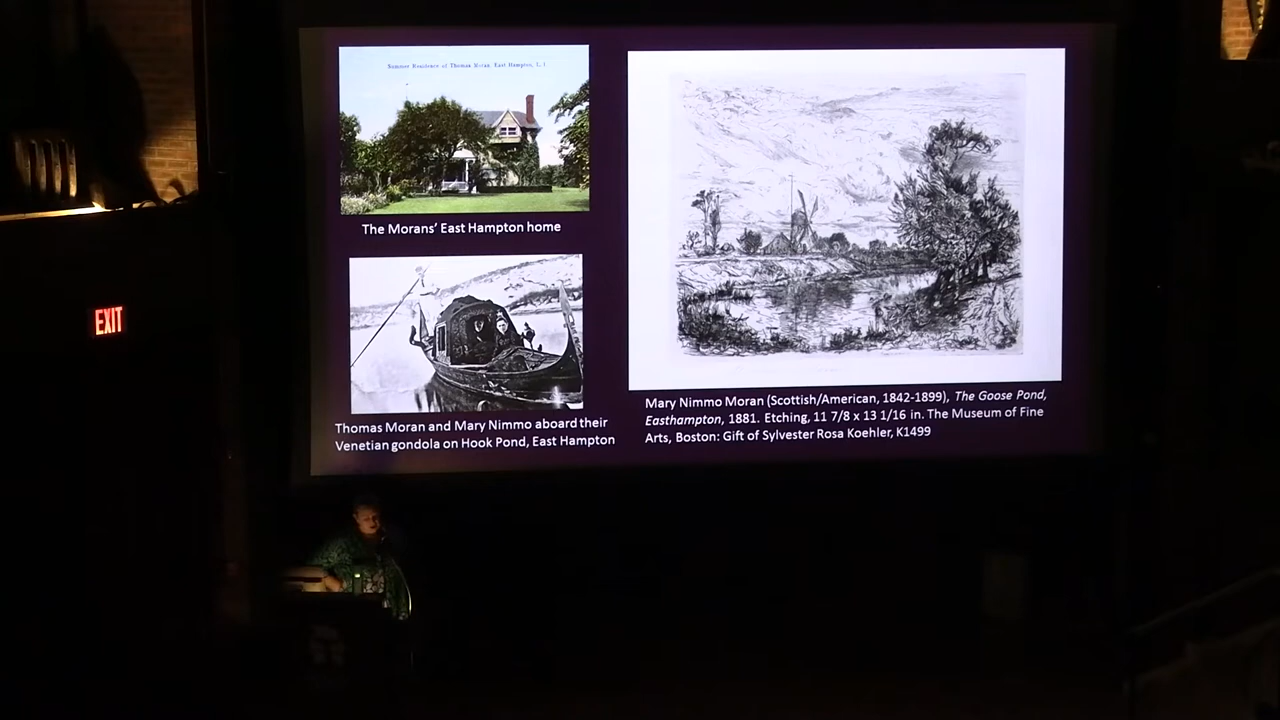 EXIT
Summer Residence of Thomas Moran, East Hampton, L. I.
The Morans' East Hampton home
Thomas Moran and Mary Nimmo aboard their
Venetian gondola on Hook Pond, East Hampton
Mary Nimmo Moran (Scottish/American, 1842-1899), The Goose Pond,
Easthampton, 1881. Etching, 11 7/8 x 13 1/16 in. The Museum of Fine
Arts, Boston: Gift of Sylvester Rosa Koehler, K1499